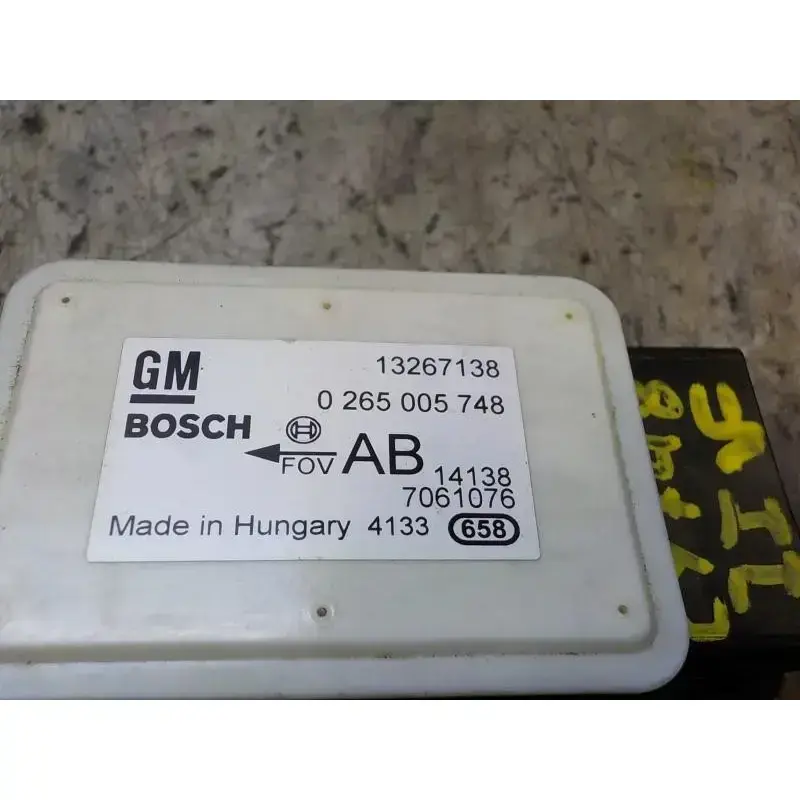 GM 13267138
BOSCH 0 265 005 748
FOV AB 14138
7061076
Made in Hungary 4133 658